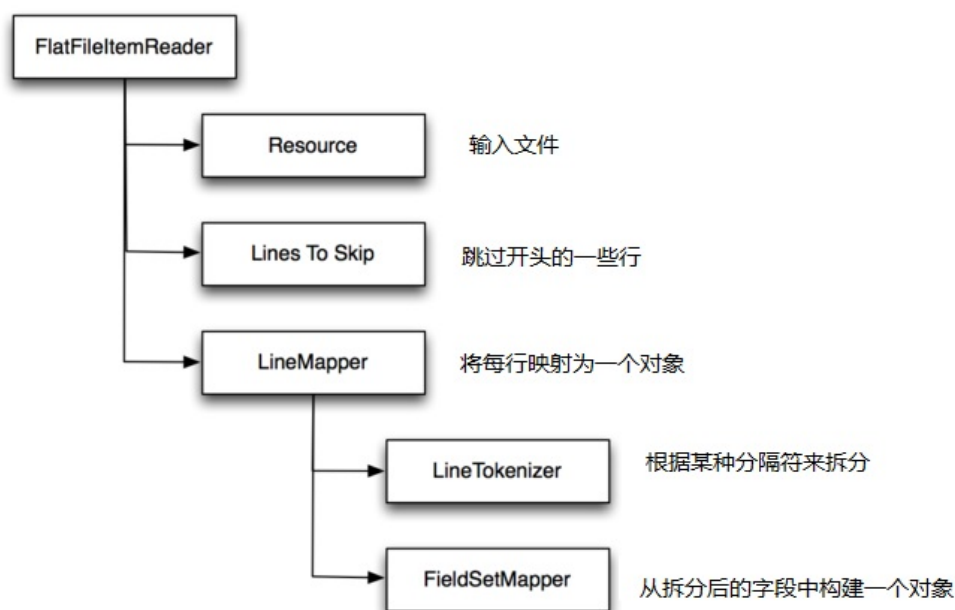 FlatFileItemReader
Resource
输入文件
Lines To Skip
跳过开头的一些行
LineMapper
将每行映射为一个对象
LineTokenizer
根据某种分隔符来拆分
FieldSetMapper
从拆分后的字段中构建一个对象